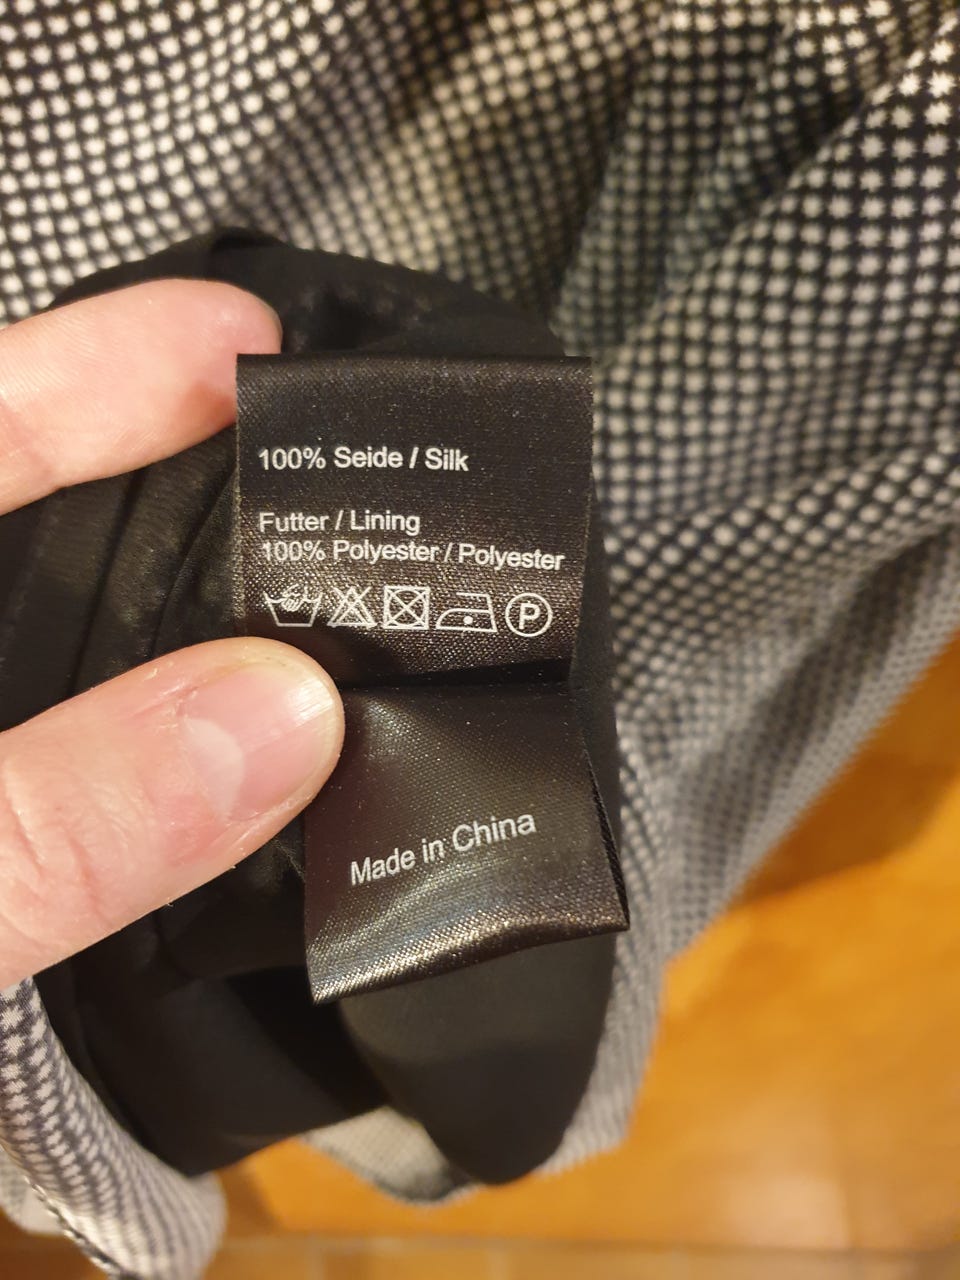 100% Seide / Silk
Futter / Lining
100% Polyester / Polyester
P
Made in China